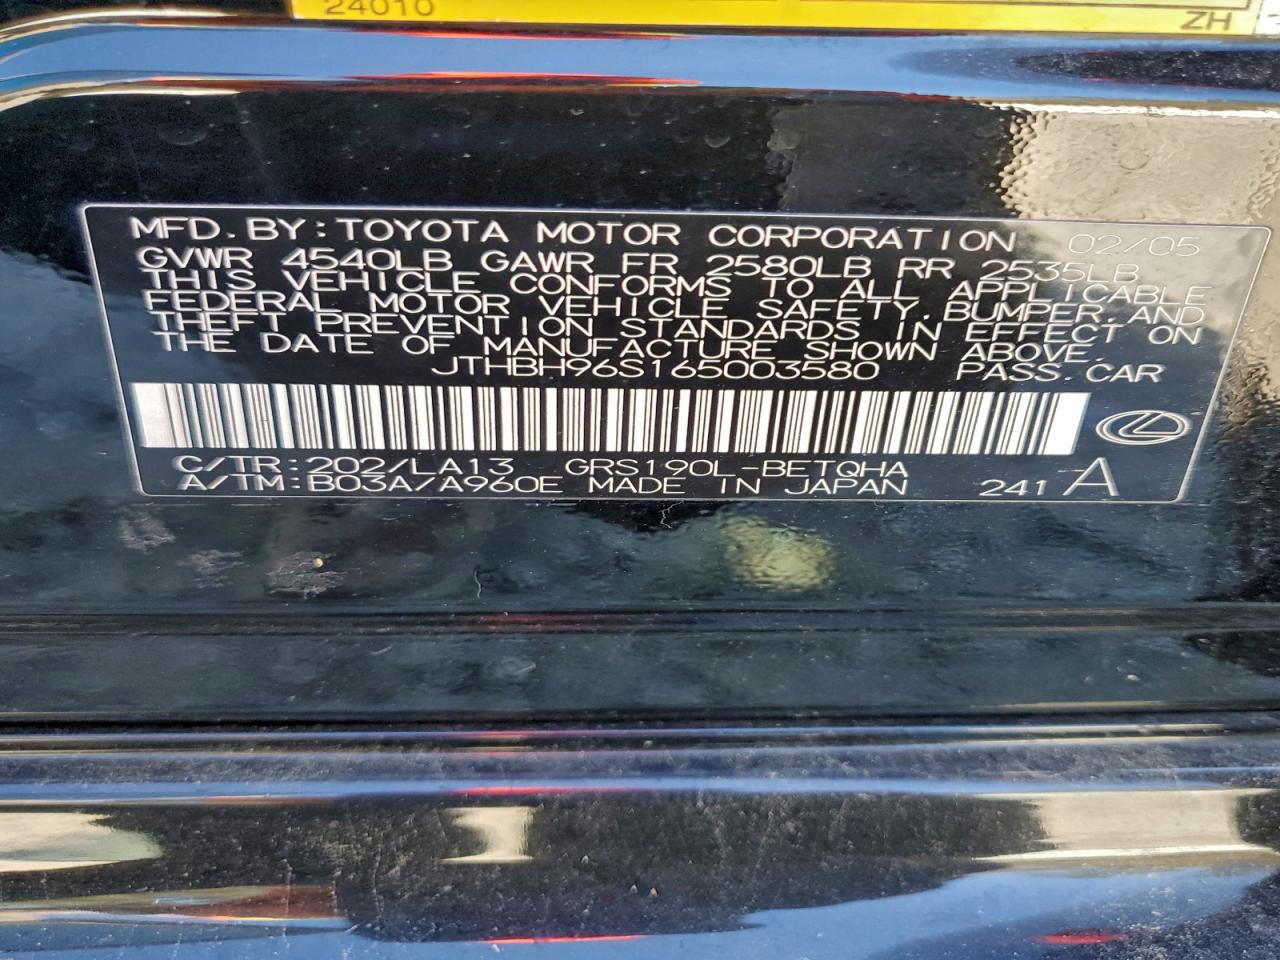 24010
ZH
MFD. BY: TOYOTA MOTOR CORPORATION 02/05
GVWR 4540LB GAWR FR 2580LB RR 2535LB
THIS VEHICLE CONFORMS TO ALL APPLICABLE
FEDERAL MOTOR VEHICLE SAFETY, BUMPER, AND
THEFT PREVENTION STANDARDS IN EFFECT ON
THE DATE OF MANUFACTURE SHOWN ABOVE.
JTHBH96S165003580 PASS. CAR
C/TR: 202/LA13 GRS190L-BETQHA
A/TM: B03A/A960E MADE IN JAPAN 241 A